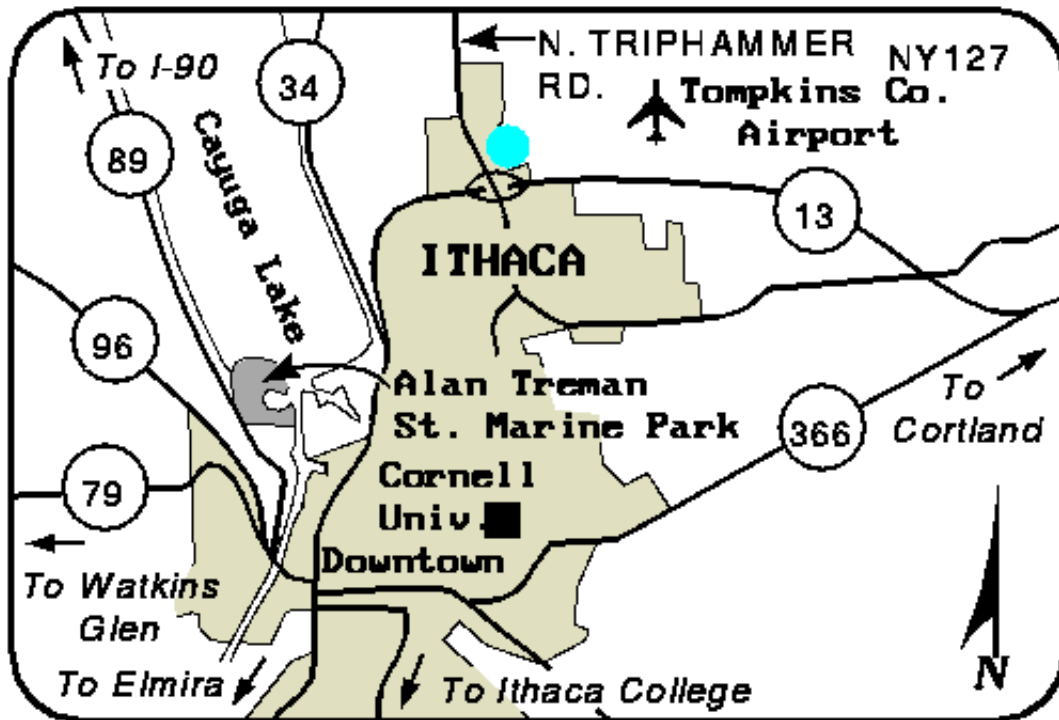 N. TRIPHAMMER
RD.
NY127
To I-90
34
Tompkins Co.
Airport
89
Cayuga Lake
13
ITHACA
96
Alan Treman
St. Marine Park
To
Cortland
366
79
Cornell
Univ.
Downtown
To Watkins
Glen
To Elmira
To Ithaca College
N